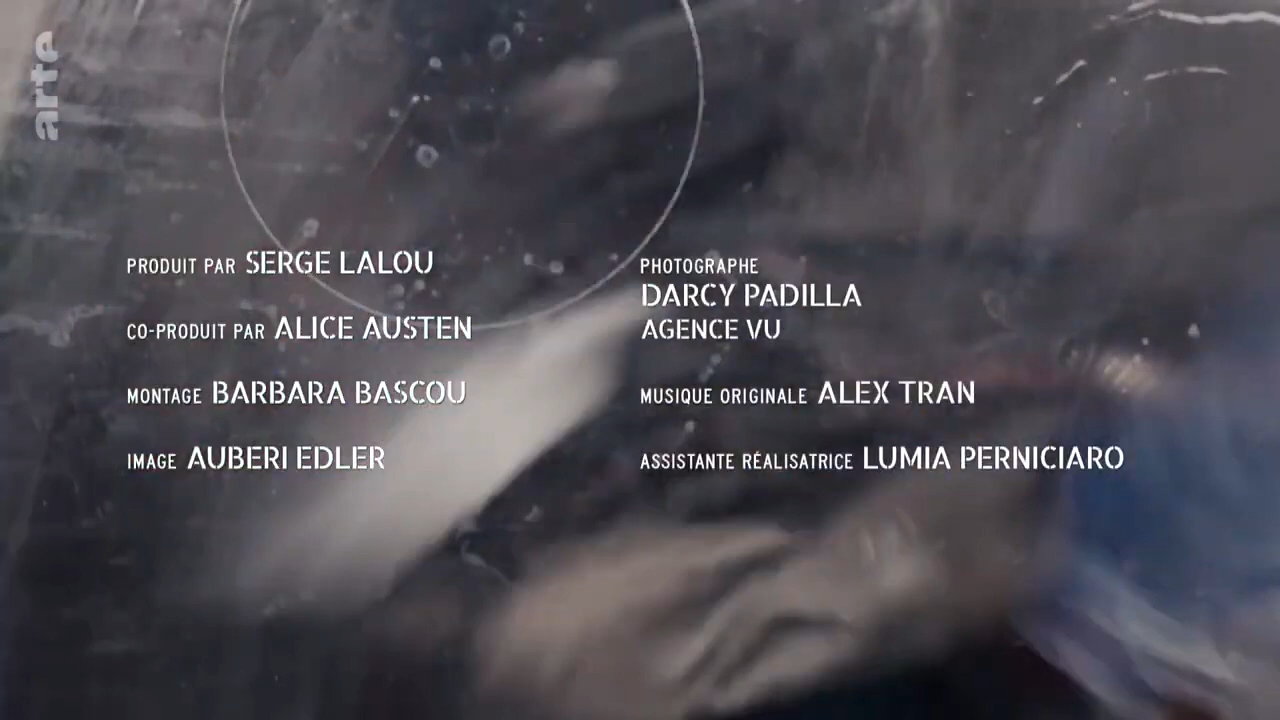 arte
PRODUIT PAR SERGE LALOU
CO-PRODUIT PAR ALICE AUSTEN
MONTAGE BARBARA BASCOU
IMAGE AUBERI EDLER
PHOTOGRAPHE
DARCY PADILLA
AGENCE VU
MUSIQUE ORIGINALE ALEX TRAN
ASSISTANTE RÉALISATRICE LUMIA PERNICIARO